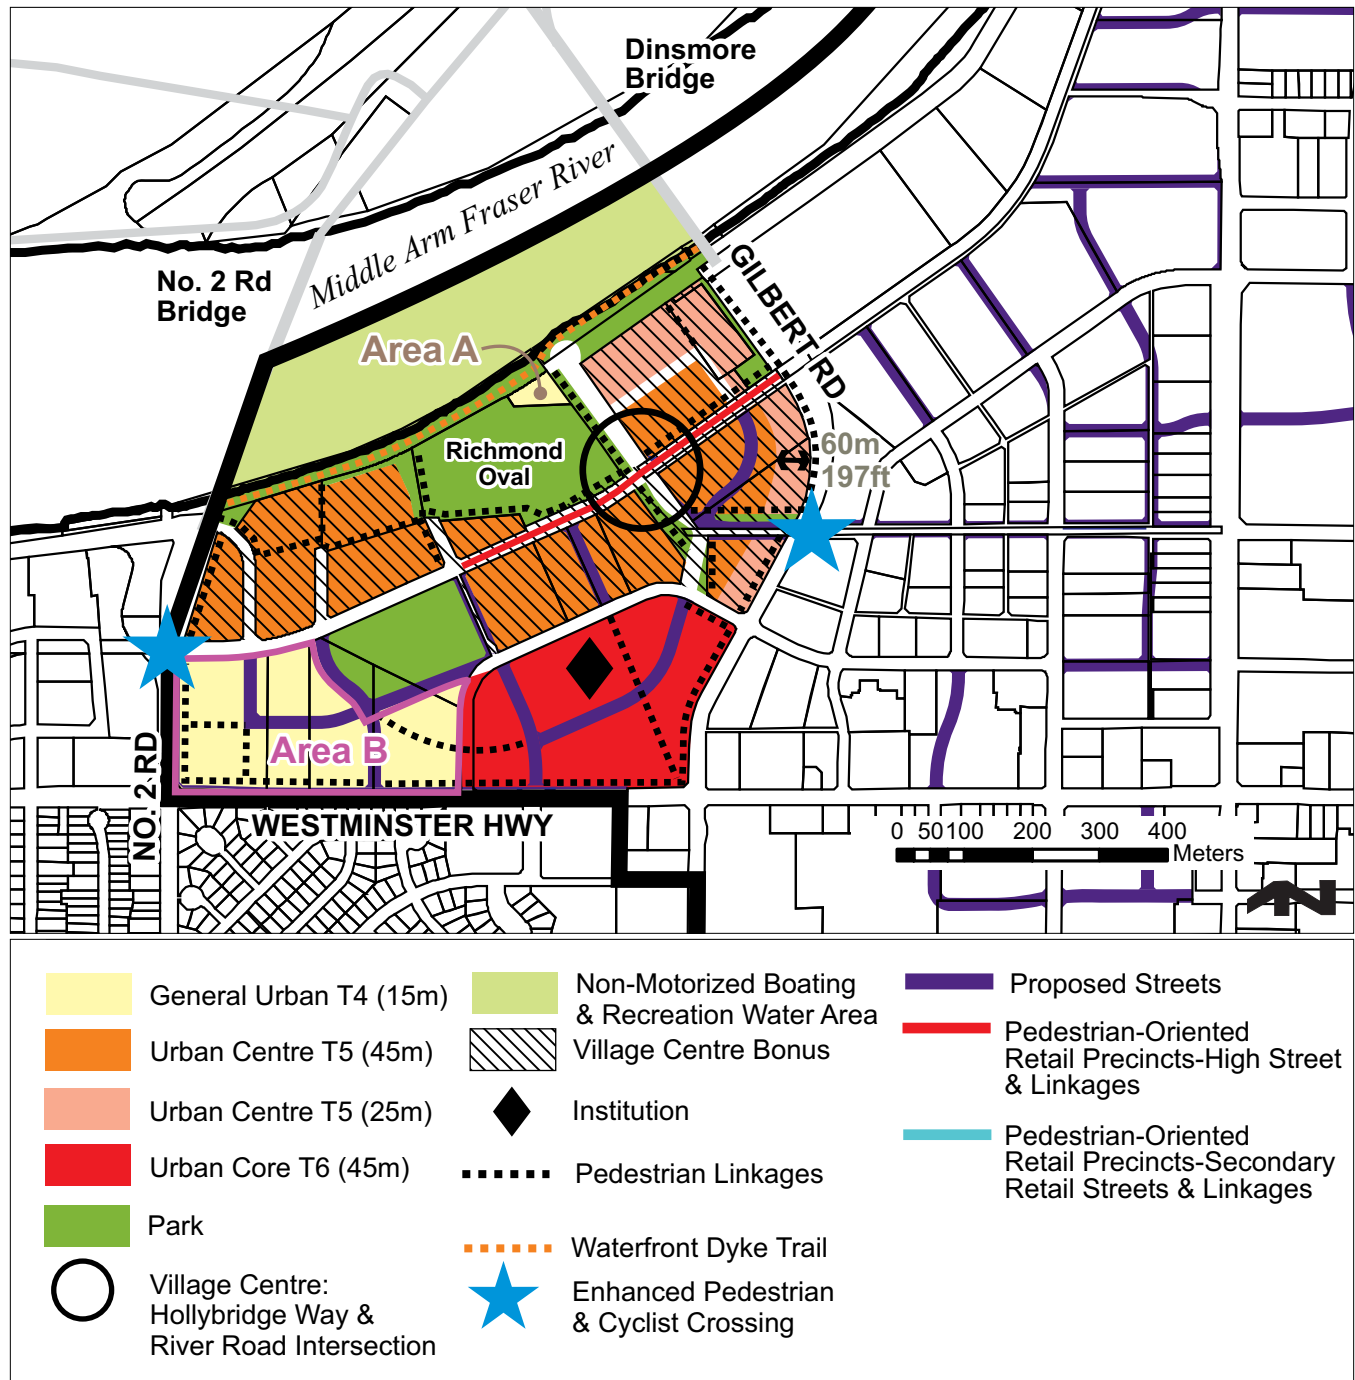 Dinsmore
Bridge
Middle Arm Fraser River
No. 2 Rd
Bridge
GILBERT RD
Area A
Richmond
Oval
60m
197ft
Area B
NO. 2 RD
WESTMINSTER HWY
0 50 100 200 300 400
Meters
General Urban T4 (15m)
Urban Centre T5 (45m)
Urban Centre T5 (25m)
Urban Core T6 (45m)
Park
Village Centre:
Hollybridge Way &
River Road Intersection
Non-Motorized Boating
& Recreation Water Area
Village Centre Bonus
Institution
Pedestrian Linkages
Waterfront Dyke Trail
Enhanced Pedestrian
& Cyclist Crossing
Proposed Streets
Pedestrian-Oriented
Retail Precincts-High Street
& Linkages
Pedestrian-Oriented
Retail Precincts-Secondary
Retail Streets & Linkages